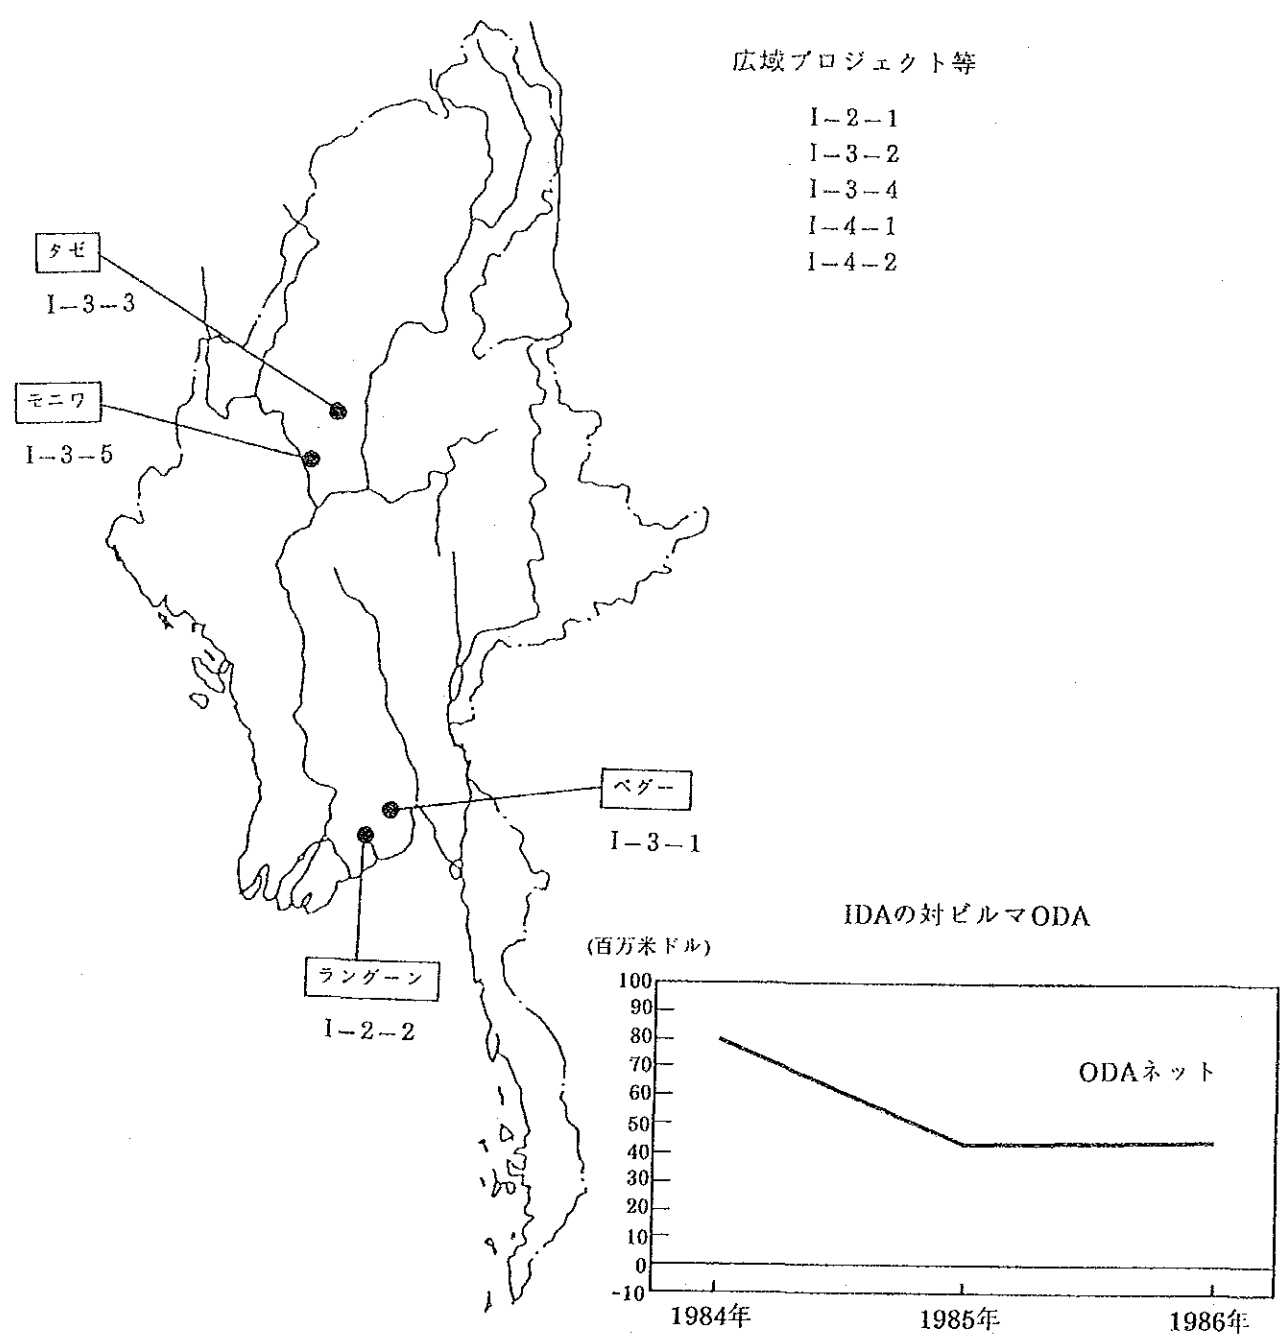 広域プロジェクト等
I-2-1
I-3-2
I-3-4
I-4-1
I-4-2
タゼ
I-3-3
モニワ
I-3-5
ペグー
I-3-1
ラングーン
I-2-2
IDAの対ビルマODA
(百万米ドル)
100
90
80
70
60
50
40
30
20
10
0
-10
ODAネット
1984年
1985年
1986年